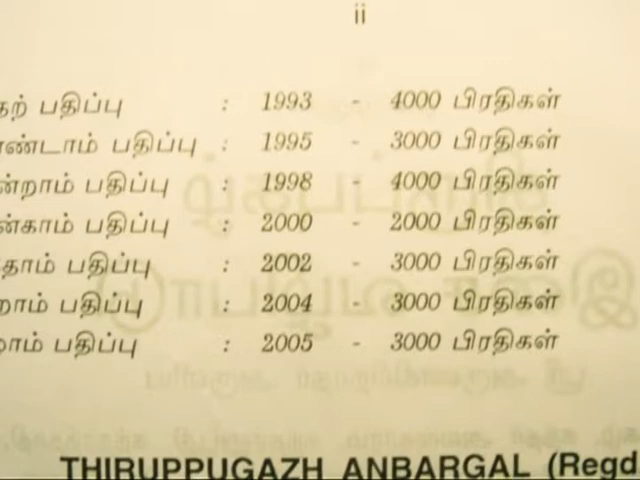 ii
தற் பதிப்பு : 1993 - 4000 பிரதிகள்
ண்டாம் பதிப்பு : 1995 - 3000 பிரதிகள்
ன்றாம் பதிப்பு : 1998 - 4000 பிரதிகள்
ன்காம் பதிப்பு : 2000 - 2000 பிரதிகள்
தாம் பதிப்பு : 2002 - 3000 பிரதிகள்
றாம் பதிப்பு : 2004 - 3000 பிரதிகள்
ழாம் பதிப்பு : 2005 - 3000 பிரதிகள்
THIRUPPUGAZH ANBARGAL (Regd